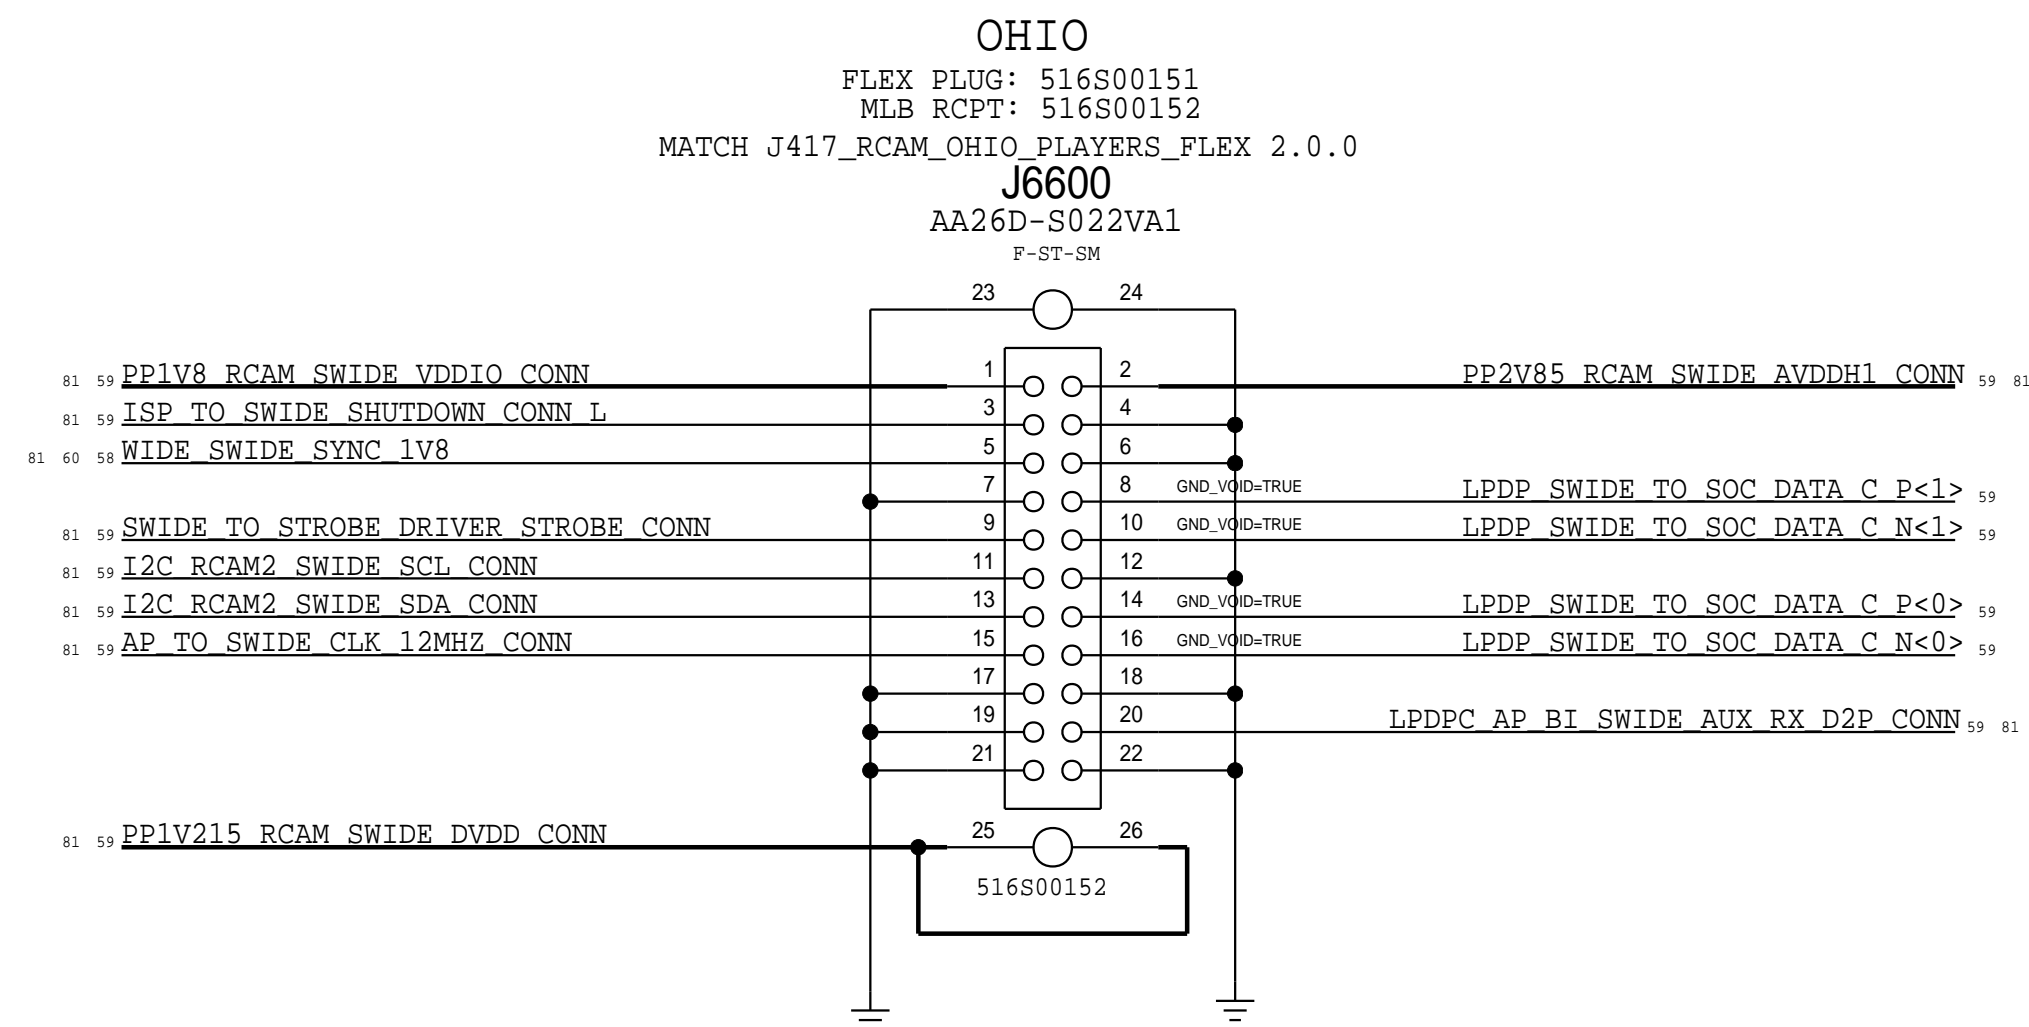 OHIO
FLEX PLUG: 516S00151
MLB RCPT: 516S00152
MATCH J417_RCAM_OHIO_PLAYERS_FLEX 2.0.0
J6600
AA26D-S022VA1
F-ST-SM
23 24
81 59 PP1V8_RCAM_SWIDE_VDDIO_CONN 1 2 PP2V85_RCAM_SWIDE_AVDDH1_CONN 59 81
81 59 ISP_TO_SWIDE_SHUTDOWN_CONN_L 3 4
81 60 58 WIDE_SWIDE_SYNC_1V8 5 6
7 8 GND_VOID=TRUE LPDP_SWIDE_TO_SOC_DATA_C_P<1> 59
81 59 SWIDE_TO_STROBE_DRIVER_STROBE_CONN 9 10 GND_VOID=TRUE LPDP_SWIDE_TO_SOC_DATA_C_N<1> 59
81 59 I2C_RCAM2_SWIDE_SCL_CONN 11 12
81 59 I2C_RCAM2_SWIDE_SDA_CONN 13 14 GND_VOID=TRUE LPDP_SWIDE_TO_SOC_DATA_C_P<0> 59
81 59 AP_TO_SWIDE_CLK_12MHZ_CONN 15 16 GND_VOID=TRUE LPDP_SWIDE_TO_SOC_DATA_C_N<0> 59
17 18
19 20 LPDPC_AP_BI_SWIDE_AUX_RX_D2P_CONN 59 81
21 22
81 59 PP1V215_RCAM_SWIDE_DVDD_CONN 25 26
516S00152